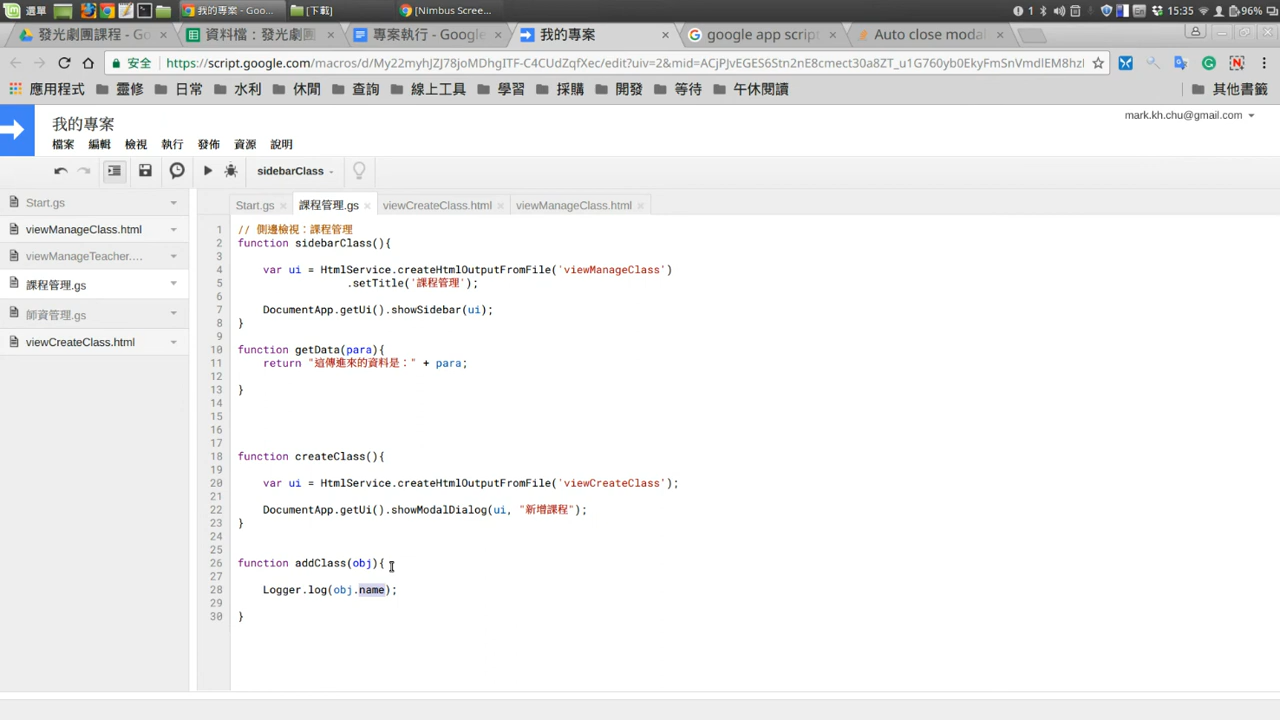 選單 我的專案 - Goo... [下載] [Nimbus Scree... 1 En 15:35 96%
發光劇團課程 - Go 資料檔：發光劇團 專案執行 - Google 我的專案 google app script Auto close modal
安全 https://script.google.com/macros/d/My22myhJZJ78joMDhgITF-C4CUdZqfXec/edit?uiv=2&mid=ACjPJvEGES6Stn2nE8cmect30a8ZT_u1G760yb0EkyFmSnVmdlEM8hzl
應用程式 靈修 日常 水利 休閒 查詢 線上工具 學習 採購 開發 等待 午休閱讀 其他書籤
我的專案 mark.kh.chu@gmail.com
檔案 編輯 檢視 執行 發佈 資源 說明
sidebarClass
Start.gs
viewManageClass.html
viewManageTeacher....
課程管理.gs
師資管理.gs
viewCreateClass.html
Start.gs 課程管理.gs viewCreateClass.html viewManageClass.html
1 // 側邊檢視：課程管理
2 function sidebarClass(){
3
4 var ui = HtmlService.createHtmlOutputFromFile('viewManageClass')
5 .setTitle('課程管理');
6
7 DocumentApp.getUi().showSidebar(ui);
8 }
9
10 function getData(para){
11 return "這傳進來的資料是：" + para;
12
13 }
14
15
16
17
18 function createClass(){
19
20 var ui = HtmlService.createHtmlOutputFromFile('viewCreateClass');
21
22 DocumentApp.getUi().showModalDialog(ui, "新增課程");
23 }
24
25
26 function addClass(obj){
27
28 Logger.log(obj.name);
29
30 }